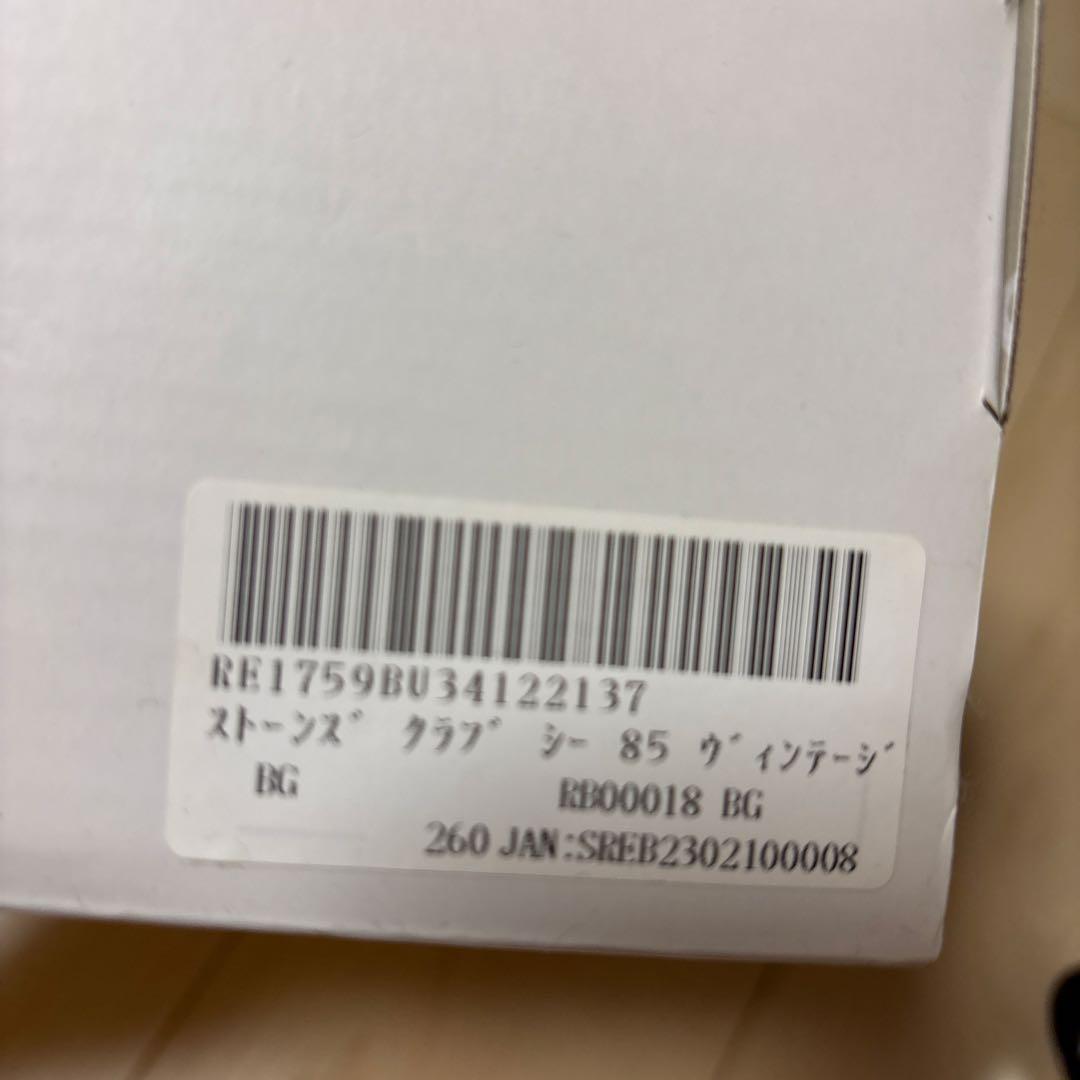 RE1759BU34122137
ｽﾄｰﾝｽﾞ ｸﾗﾌﾞ ｼｰ 85 ｳﾞｨﾝﾃｰｼﾞ
BG RB00018 BG
260 JAN:SREB2302100008